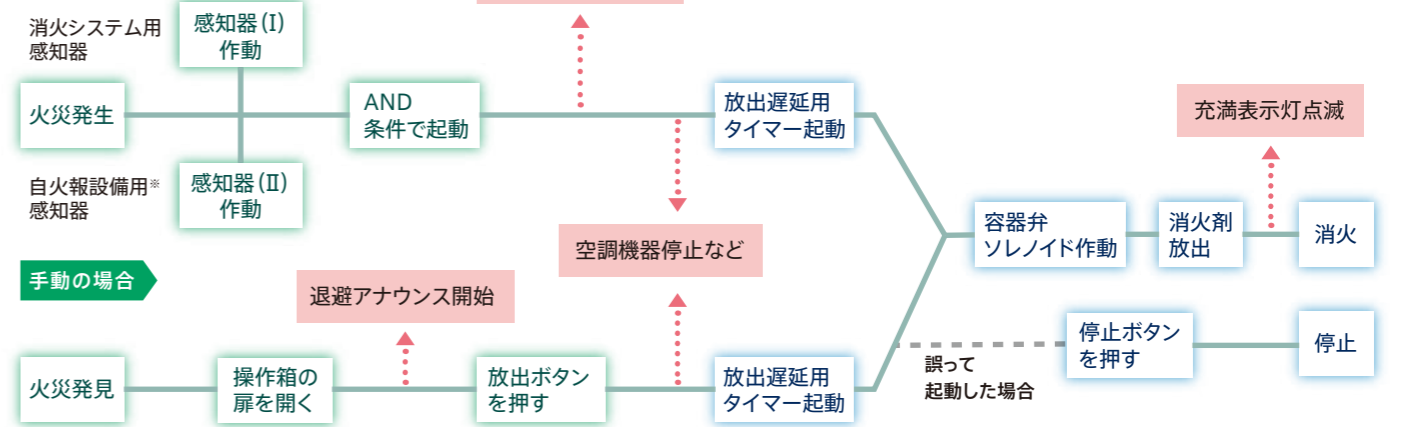 消火システム用
感知器
感知器(Ⅰ)
作動
火災発生
AND
条件で起動
放出遅延用
タイマー起動
充満表示灯点滅
自火報設備用※
感知器
感知器(Ⅱ)
作動
空調機器停止など
容器弁
ソレノイド作動
消火剤
放出
消火
手動の場合
退避アナウンス開始
火災発見
操作箱の
扉を開く
放出ボタン
を押す
放出遅延用
タイマー起動
誤って
起動した場合
停止ボタン
を押す
停止